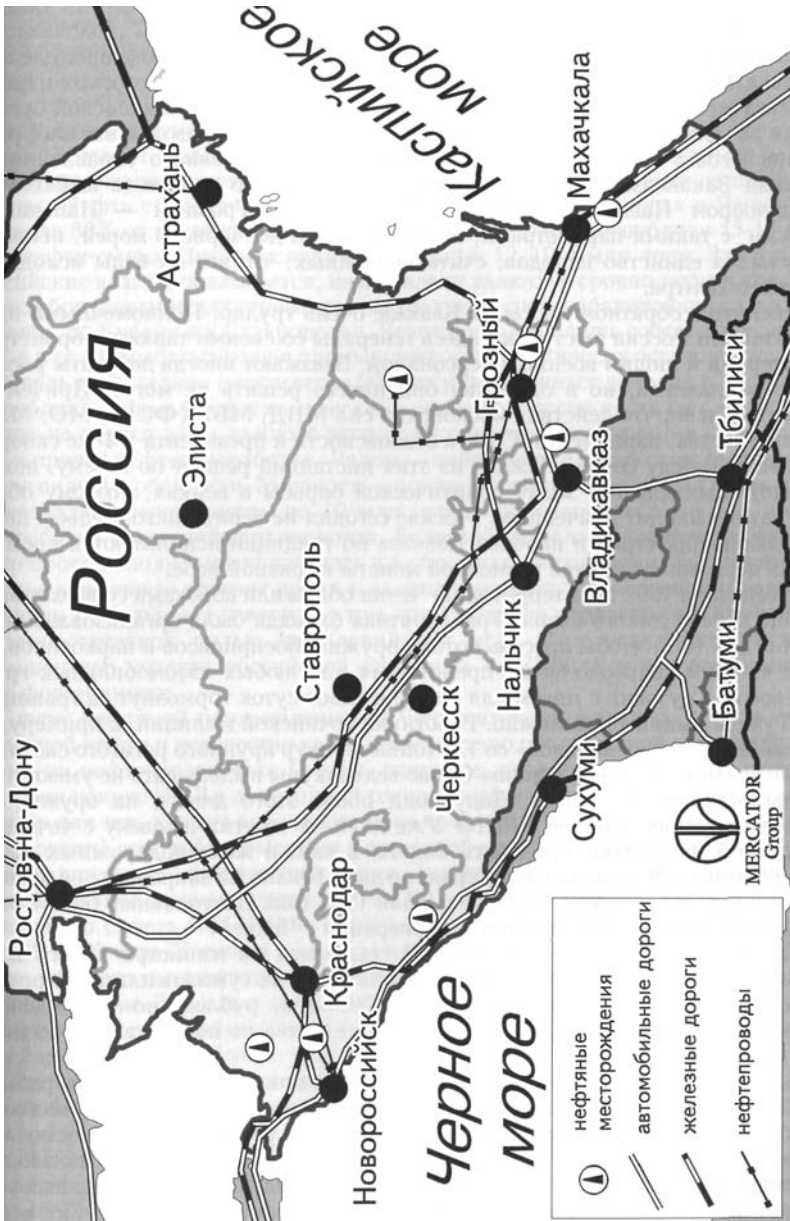 Ростов-на-Дону
РОССИЯ
Астрахань
Элиста
Каспийское
море
Ставрополь
Краснодар
Новороссийск
Черкесск
Грозный
Махачкала
Нальчик
Владикавказ
Черное
море
Сухуми
Батуми
Тбилиси
MERCATOR
Group
нефтяные
месторождения
автомобильные дороги
железные дороги
нефтепроводы